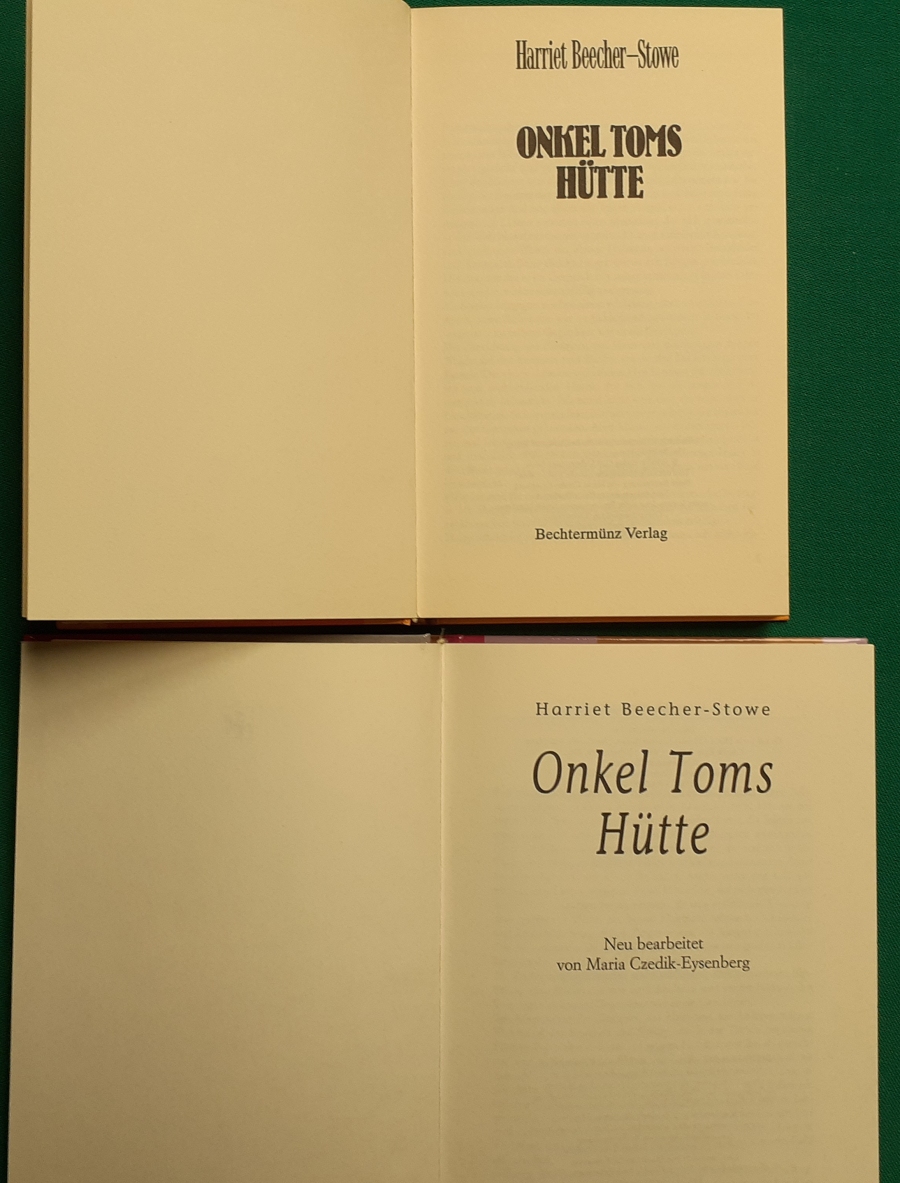 Harriet Beecher–Stowe
ONKEL TOMS
HÜTTE
Bechtermünz Verlag
Harriet Beecher-Stowe
Onkel Toms
Hütte
Neu bearbeitet
von Maria Czedik-Eysenberg